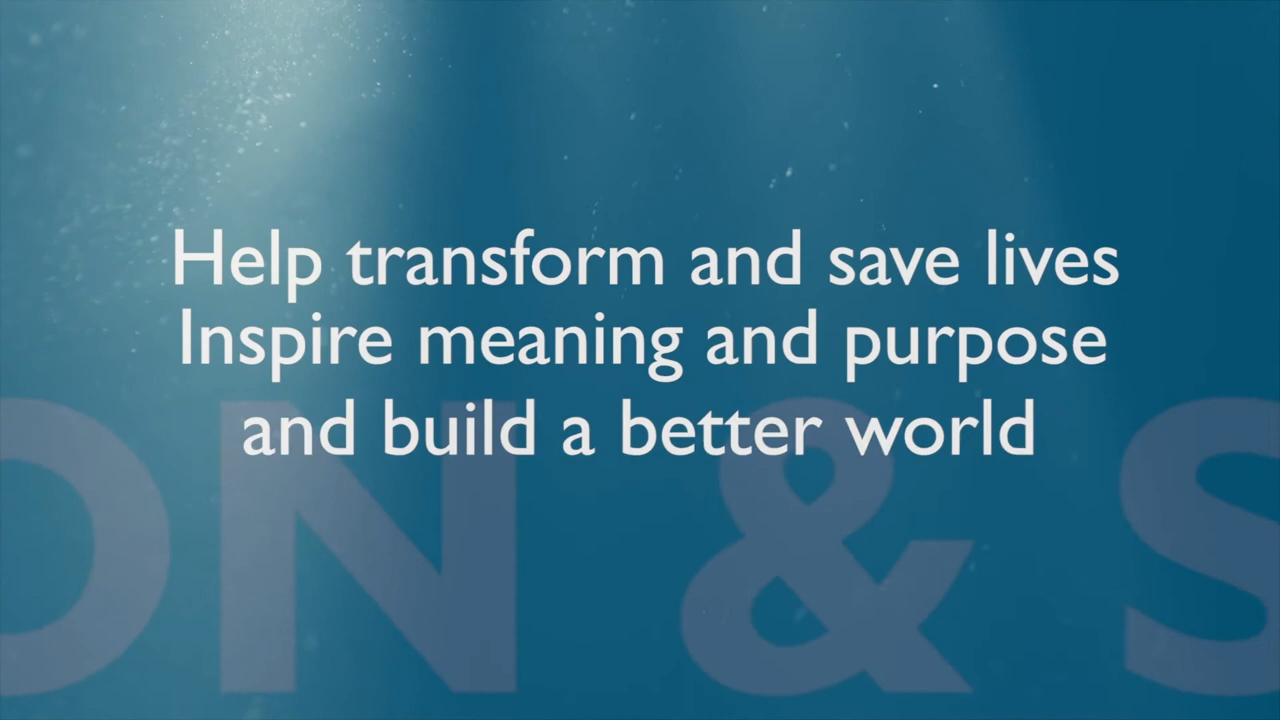 Help transform and save lives
Inspire meaning and purpose
and build a better world
ON & S